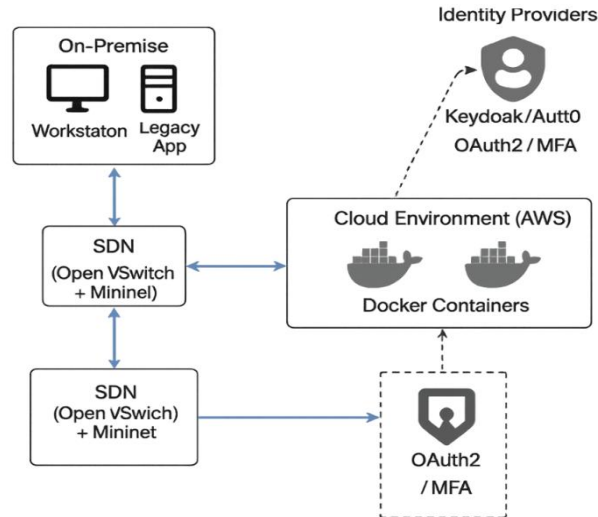 On-Premise
Workstaton
Legacy
App
Identity Providers
Keydoak/Autt0
OAuth2 / MFA
SDN
(Open VSwitch
+ Mininel)
Cloud Environment (AWS)
Docker Containers
SDN
(Open VSwich)
+ Mininet
OAuth2
/ MFA